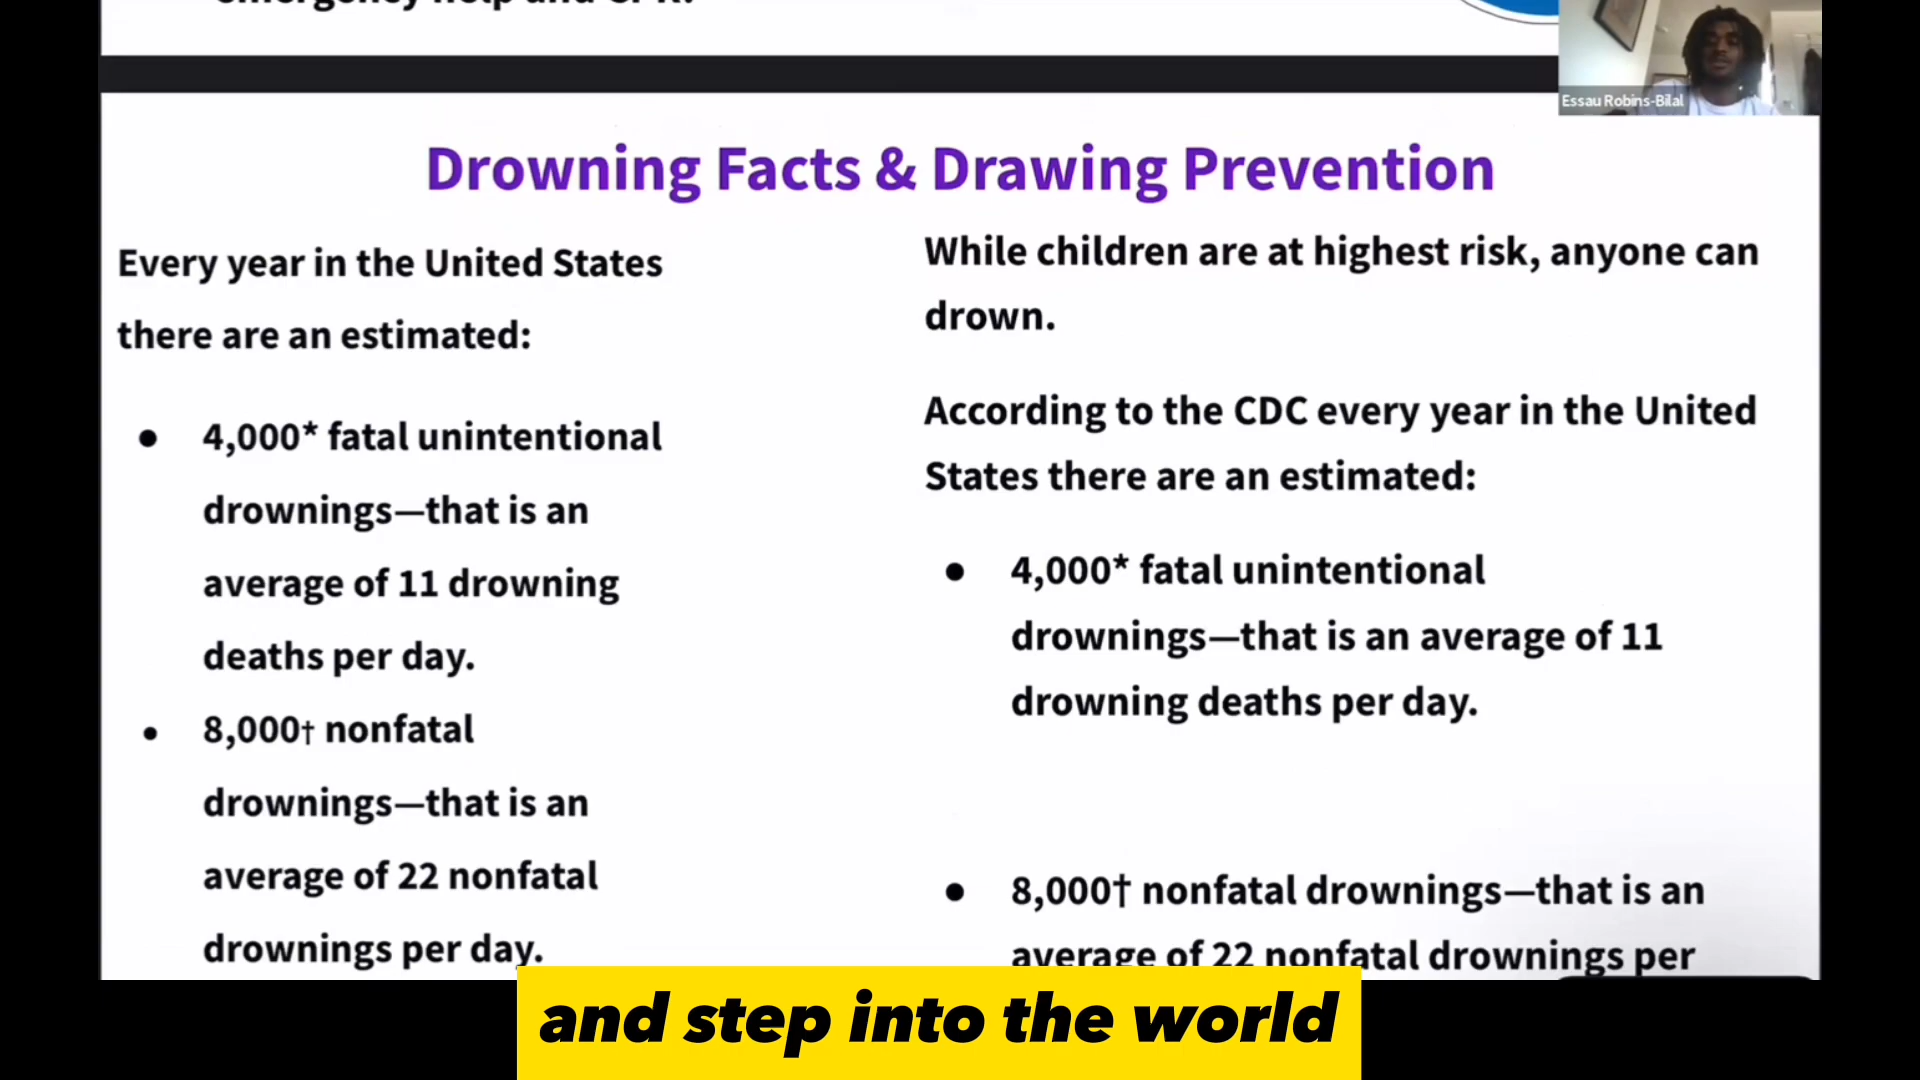 emergency help and CPR.
Essau Robins-Bilal
Drowning Facts & Drawing Prevention
Every year in the United States
there are an estimated:
● 4,000* fatal unintentional
drownings—that is an
average of 11 drowning
deaths per day.
● 8,000† nonfatal
drownings—that is an
average of 22 nonfatal
drownings per day.
While children are at highest risk, anyone can
drown.
According to the CDC every year in the United
States there are an estimated:
● 4,000* fatal unintentional
drownings—that is an average of 11
drowning deaths per day.
● 8,000† nonfatal drownings—that is an
average of 22 nonfatal drownings per
and step into the world